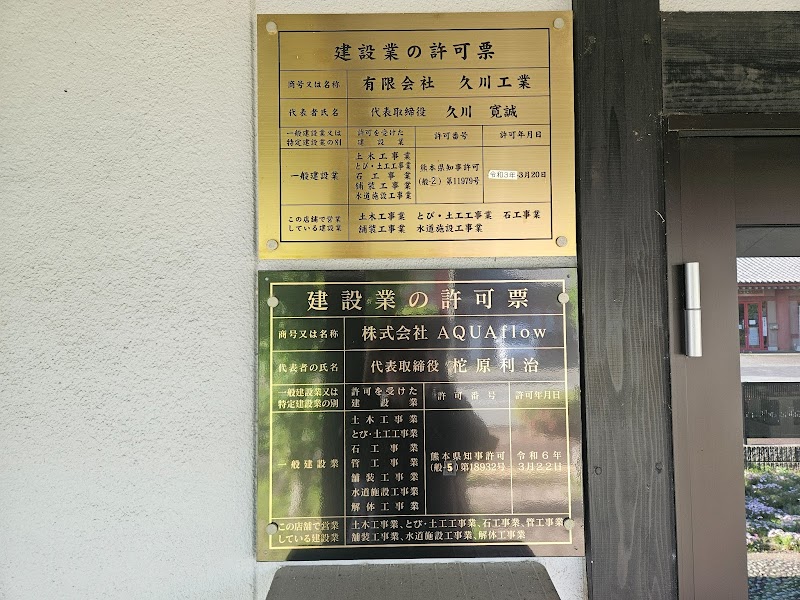 建設業の許可票
商号又は名称 有限会社 久川工業
代表者氏名 代表取締役 久川 寛誠
一般建設業又は 許可を受けた 許可番号 許可年月日
特定建設業の別 建設業
一般建設業 土木工事業
とび・土工工事業
石工事業
舗装工事業
水道施設工事業
熊本県知事許可
(般-2) 第11979号
令和3年 3月20日
この店舗で営業 土木工事業 とび・土工工事業 石工事業
している建設業 舗装工事業 水道施設工事業
建設業の許可票
商号又は名称 株式会社 AQUAflow
代表者の氏名 代表取締役 柁原利治
一般建設業又は 許可を受けた 許可番号 許可年月日
特定建設業の別 建設業
一般建設業 土木工事業
とび・土工工事業
石工事業
管工事業
舗装工事業
水道施設工事業
解体工事業
熊本県知事許可 令和6年
(般-5)第18932号 3月22日
この店舗で営業 土木工事業、とび・土工工事業、石工事業、管工事業
している建設業 舗装工事業、水道施設工事業、解体工事業